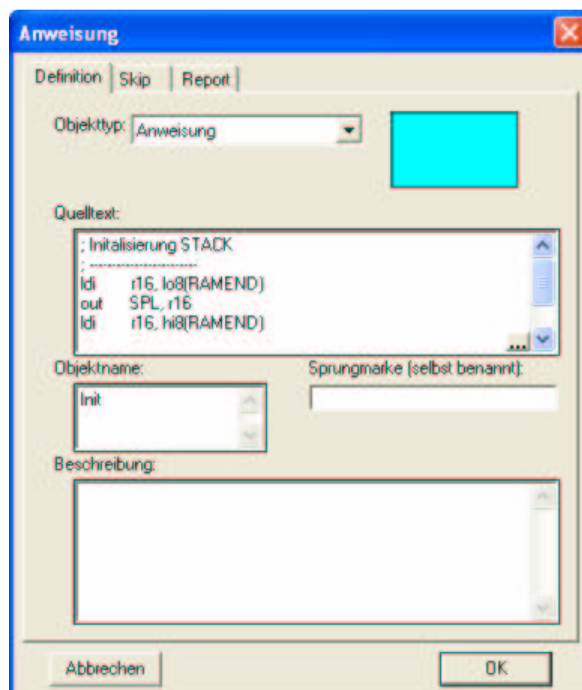 Anweisung
Definition Skip Report
Objekttyp: Anweisung
Quelltext:
; Initalisierung STACK
; -----------------------
ldi r16, lo8(RAMEND)
out SPL, r16
ldi r16, hi8(RAMEND)
...
Objektname: Sprungmarke (selbst benannt):
Init
Beschreibung:
Abbrechen OK